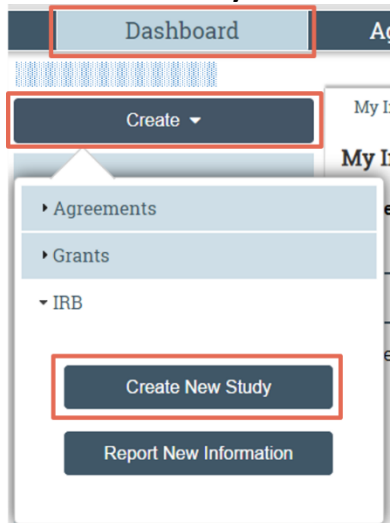 Dashboard
Create
My I
My I
Agreements
Grants
IRB
Create New Study
Report New Information